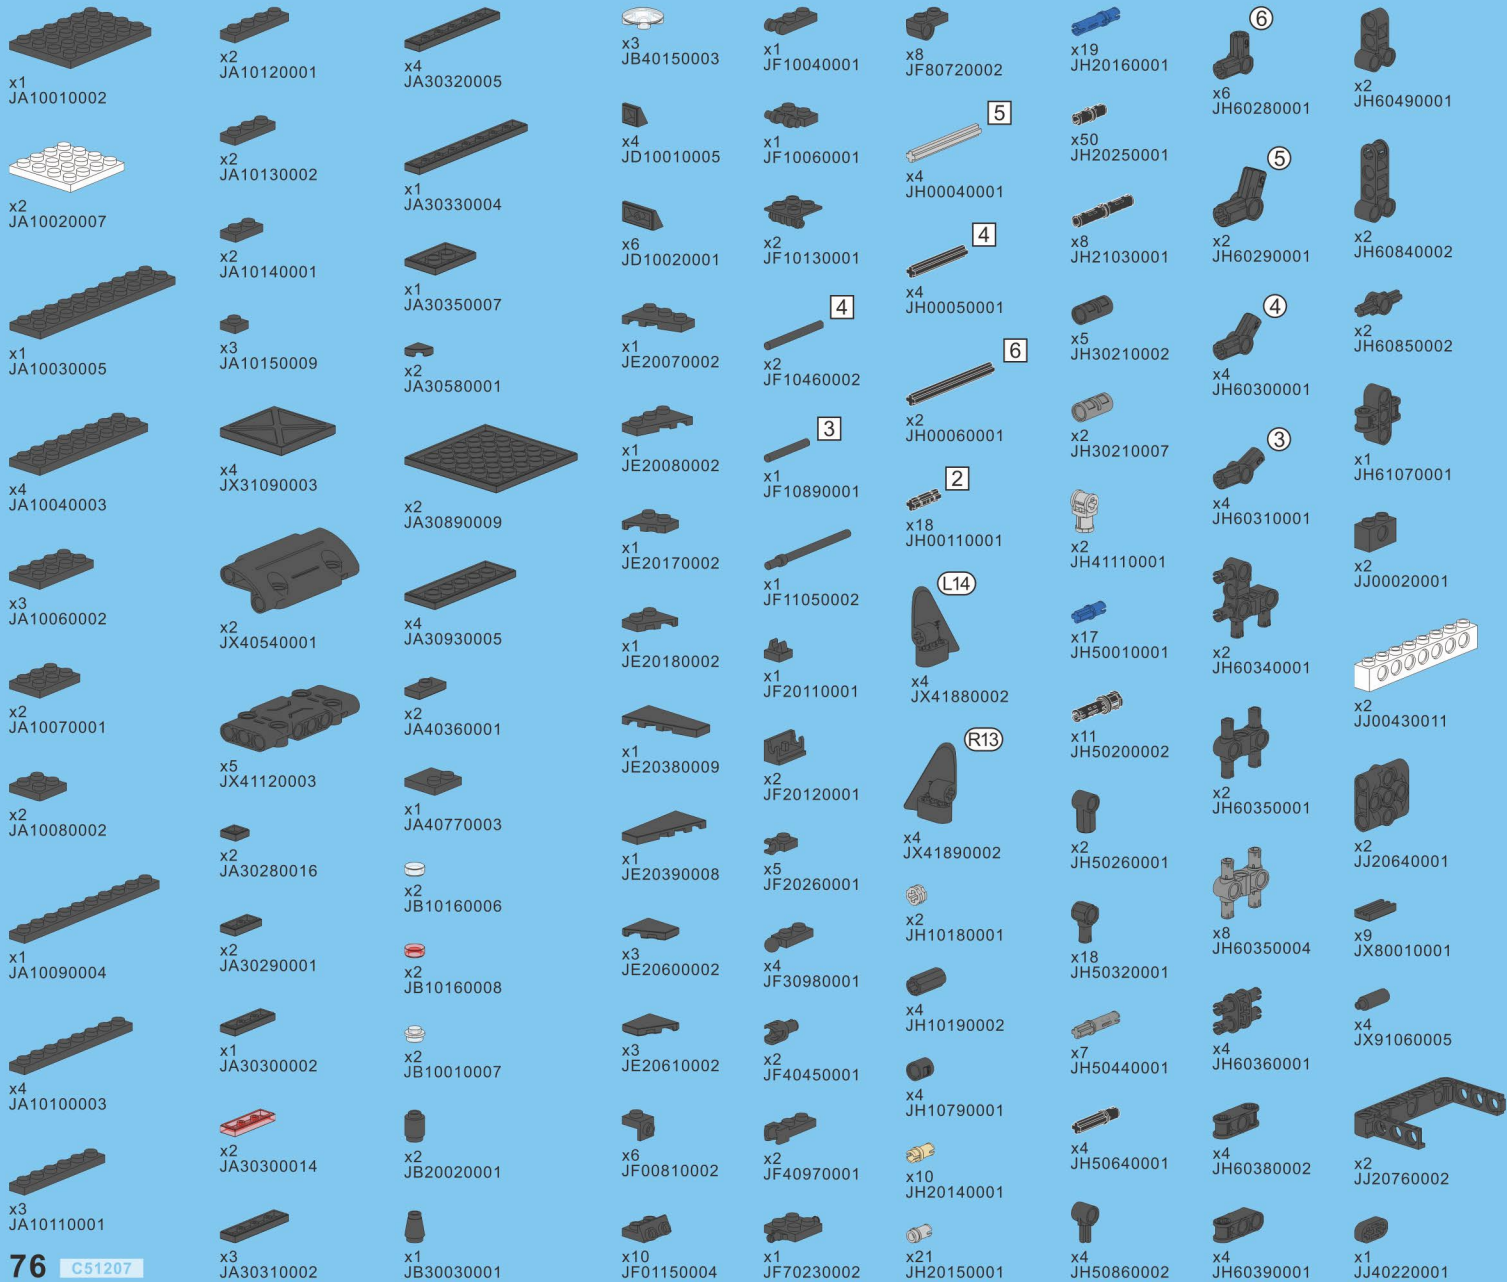 x1
JA10010002
x2
JA10020007
x1
JA10030005
x4
JA10040003
x3
JA10060002
x2
JA10070001
x2
JA10080002
x1
JA10090004
x4
JA10100003
x3
JA10110001
x2
JA10120001
x2
JA10130002
x2
JA10140001
x3
JA10150009
x4
JX31090003
x2
JX40540001
x5
JX41120003
x2
JA30280016
x2
JA30290001
x1
JA30300002
x2
JA30300014
x3
JA30310002
x4
JA30320005
x1
JA30330004
x1
JA30350007
x2
JA30580001
x2
JA30890009
x4
JA30930005
x2
JA40360001
x1
JA40770003
x2
JB10160006
x2
JB10160008
x2
JB10010007
x2
JB20020001
x1
JB30030001
x3
JB40150003
x4
JD10010005
x6
JD10020001
x1
JE20070002
x1
JE20080002
x1
JE20170002
x1
JE20180002
x1
JE20380009
x1
JE20390008
x3
JE20600002
x3
JE20610002
x6
JF00810002
x10
JF01150004
x1
JF10040001
x1
JF10060001
x2
JF10130001
4
x2
JF10460002
3
x1
JF10890001
x1
JF11050002
x1
JF20110001
x2
JF20120001
x5
JF20260001
x4
JF30980001
x2
JF40450001
x2
JF40970001
x1
JF70230002
x8
JF80720002
5
x4
JH00040001
4
x4
JH00050001
6
x2
JH00060001
2
x18
JH00110001
L14
x4
JX41880002
R13
x4
JX41890002
x2
JH10180001
x4
JH10190002
x4
JH10790001
x10
JH20140001
x21
JH20150001
x19
JH20160001
x50
JH20250001
x8
JH21030001
x5
JH30210002
x2
JH30210007
x2
JH41110001
x17
JH50010001
x11
JH50200002
x2
JH50260001
x18
JH50320001
x7
JH50440001
x4
JH50640001
x4
JH50860002
6
x6
JH60280001
5
x2
JH60290001
4
x4
JH60300001
3
x4
JH60310001
x2
JH60340001
x2
JH60350001
x8
JH60350004
x4
JH60360001
x4
JH60380002
x4
JH60390001
x2
JH60490001
x2
JH60840002
x2
JH60850002
x1
JH61070001
x2
JJ00020001
x2
JJ00430011
x2
JJ20640001
x9
JX80010001
x4
JX91060005
x2
JJ20760002
x1
JJ40220001
76 C51207